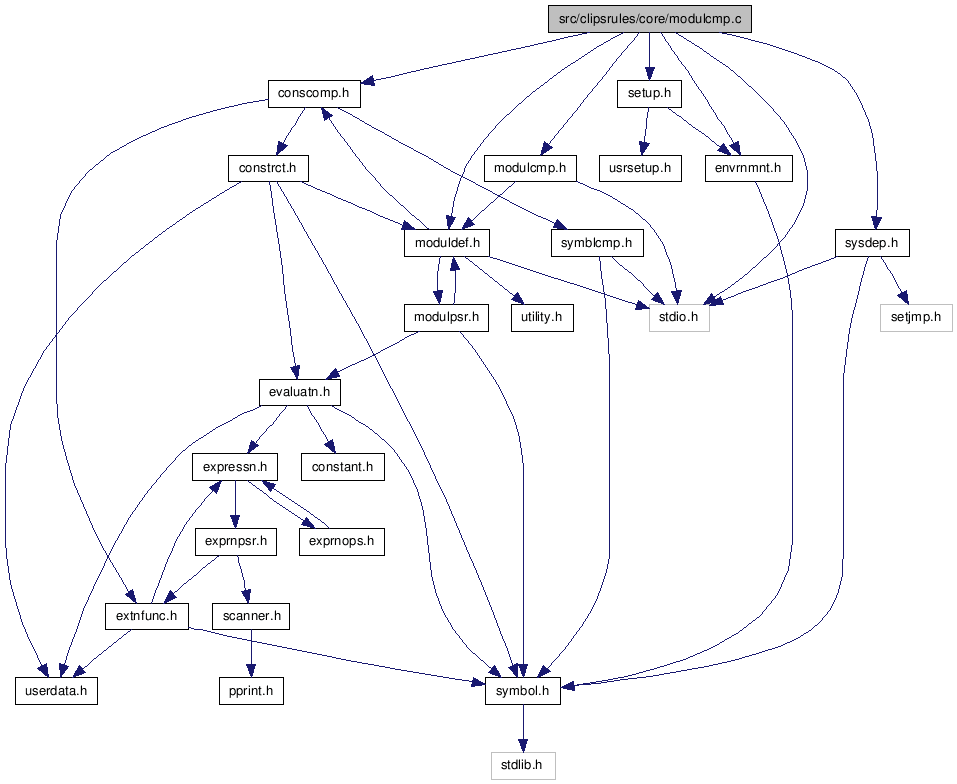 src/clipsrules/core/modulcmp.c
conscomp.h
setup.h
constrct.h
modulcmp.h
usrsetup.h
envrnmnt.h
moduldef.h
symblcmp.h
sysdep.h
modulpsr.h
utility.h
stdio.h
setjmp.h
evaluatn.h
expressn.h
constant.h
exprnpsr.h
exprnops.h
extnfunc.h
scanner.h
userdata.h
pprint.h
symbol.h
stdlib.h